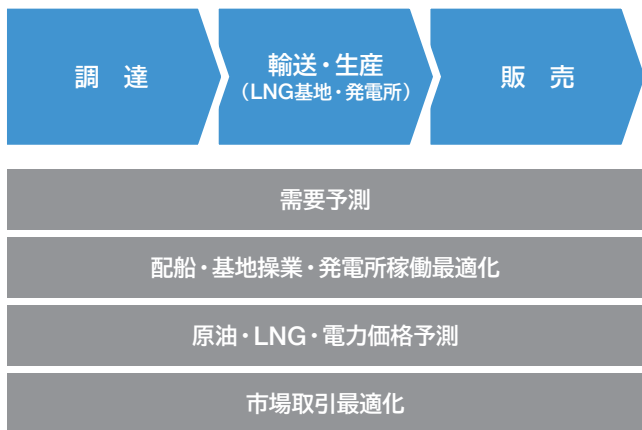 調 達
輸送・生産
（LNG基地・発電所）
販 売
需要予測
配船・基地操業・発電所稼働最適化
原油・LNG・電力価格予測
市場取引最適化